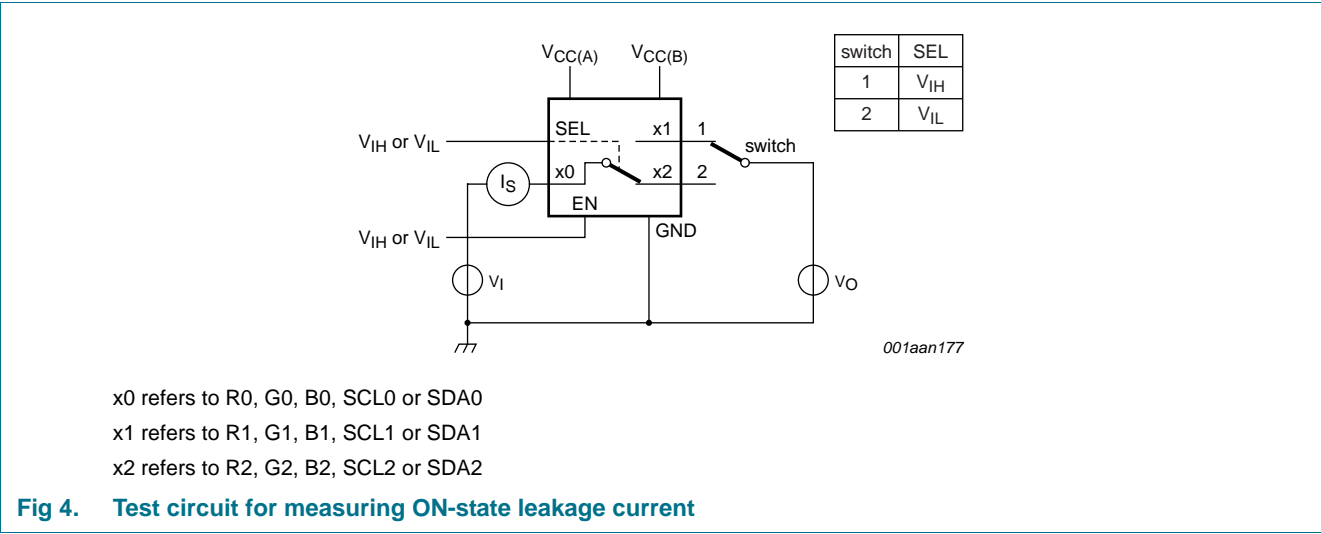 VCC(A) VCC(B)
switch SEL
1 VIH
2 VIL
SEL x1 1
VIH or VIL
switch
IS
x0 x2 2
EN
VIH or VIL
GND
VI
VO
001aan177
x0 refers to R0, G0, B0, SCL0 or SDA0
x1 refers to R1, G1, B1, SCL1 or SDA1
x2 refers to R2, G2, B2, SCL2 or SDA2
Fig 4. Test circuit for measuring ON-state leakage current